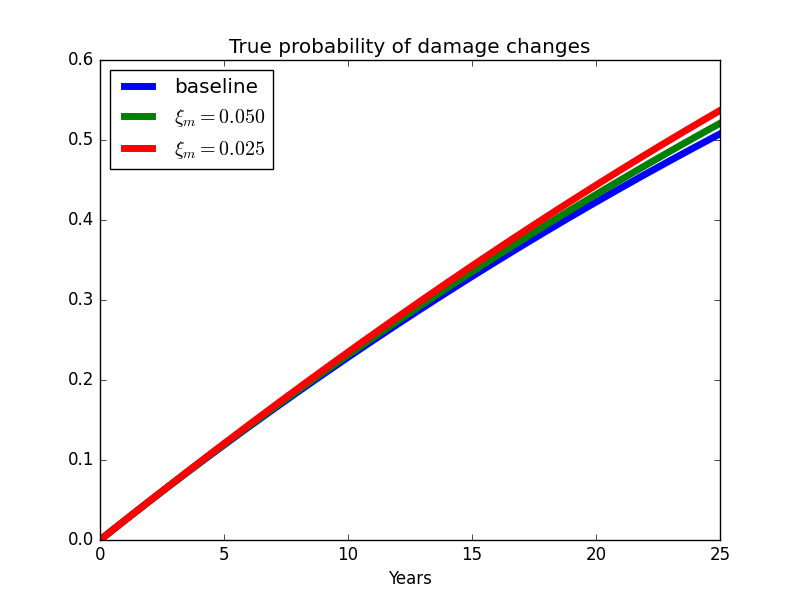 True probability of damage changes
0.6
0.5
0.4
0.3
0.2
0.1
0.0
baseline
ξm = 0.050
ξm = 0.025
0 5 10 15 20 25
Years